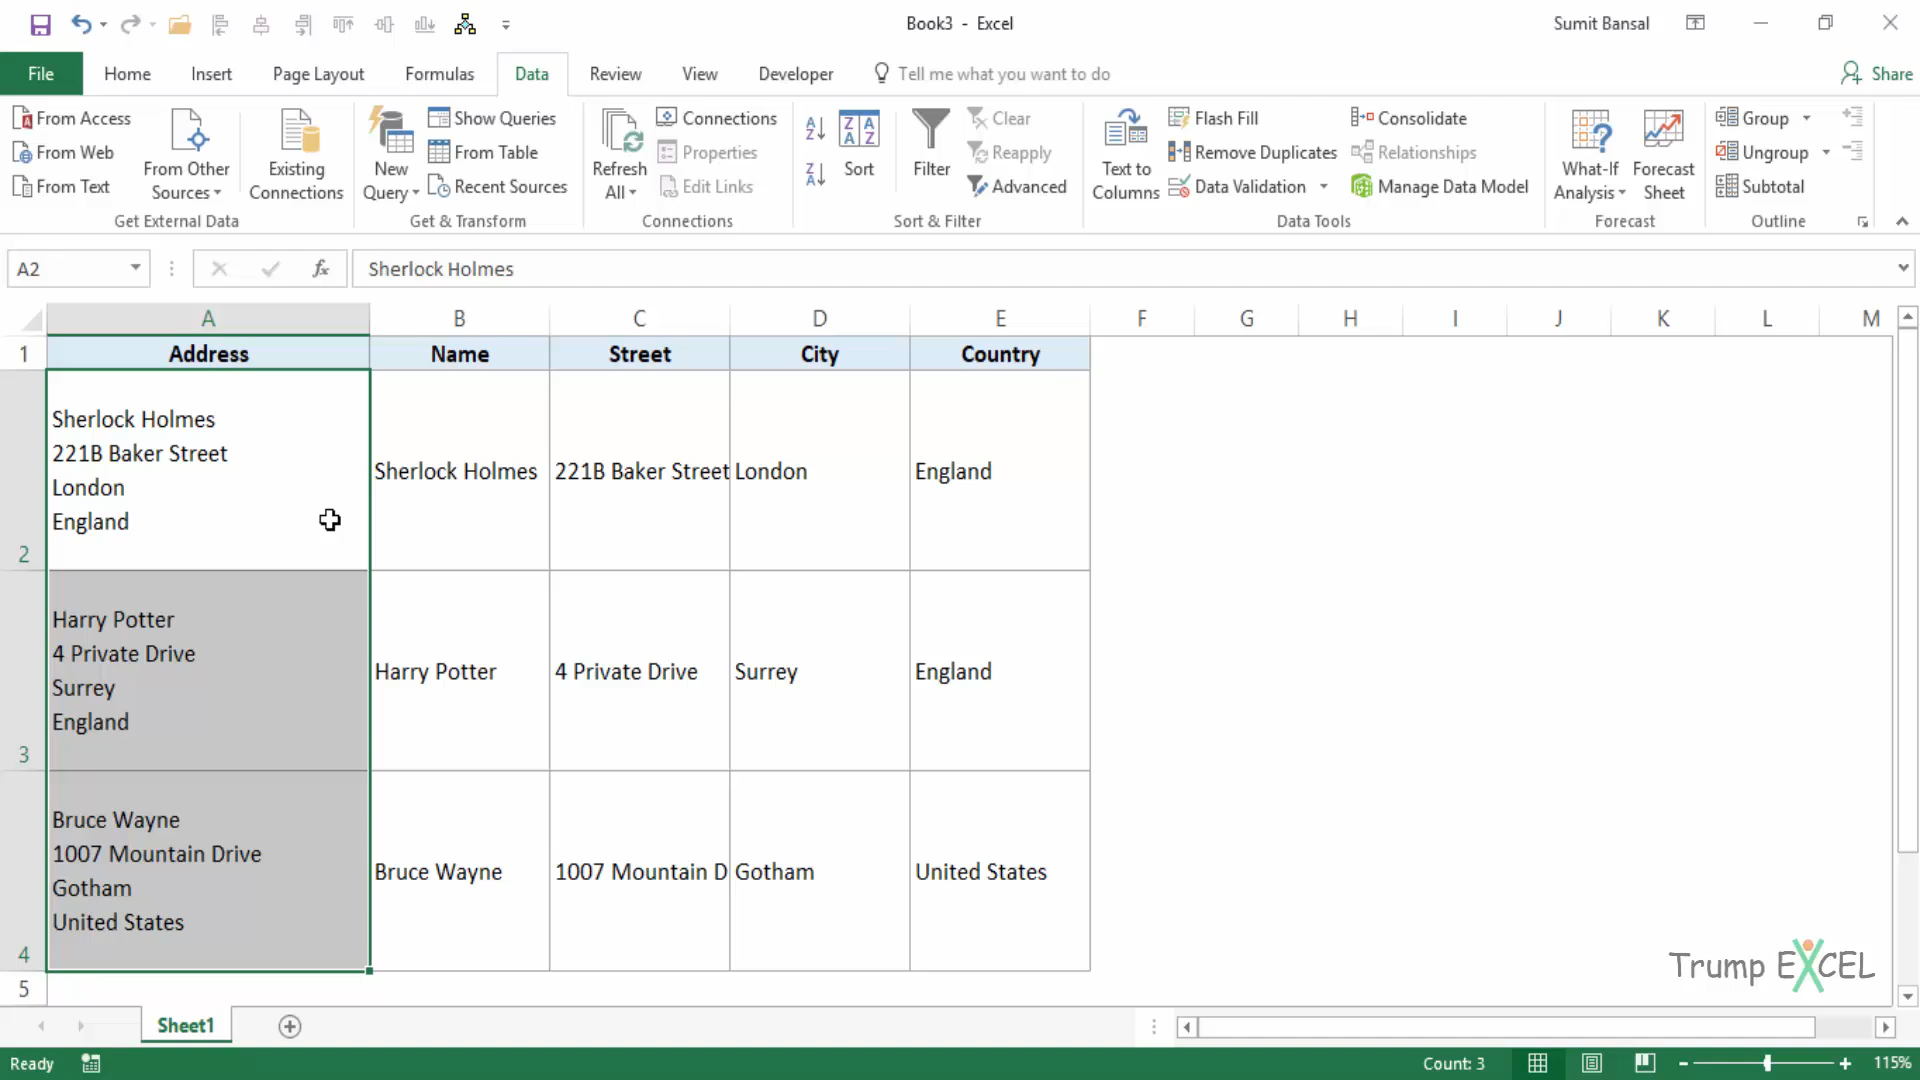 Book3 - Excel
Sumit Bansal
File
Home
Insert
Page Layout
Formulas
Data
Review
View
Developer
Tell me what you want to do
Share
From Access
From Web
From Text
From Other
Sources
Existing
Connections
Get External Data
New
Query
Show Queries
From Table
Recent Sources
Get & Transform
Refresh
All
Connections
Properties
Edit Links
Connections
Sort
Filter
Clear
Reapply
Advanced
Sort & Filter
Text to
Columns
Flash Fill
Remove Duplicates
Data Validation
Consolidate
Relationships
Manage Data Model
Data Tools
What-If
Analysis
Forecast
Sheet
Forecast
Group
Ungroup
Subtotal
Outline
A2
fx
Sherlock Holmes
A B C D E F G H I J K L M
1 Address Name Street City Country
Sherlock Holmes
221B Baker Street
London
England
2
Sherlock Holmes 221B Baker Street London England
Harry Potter
4 Private Drive
Surrey
England
3
Harry Potter 4 Private Drive Surrey England
Bruce Wayne
1007 Mountain Drive
Gotham
United States
4
Bruce Wayne 1007 Mountain D Gotham United States
5
Trump EXCEL
Sheet1
Ready
Count: 3
115%